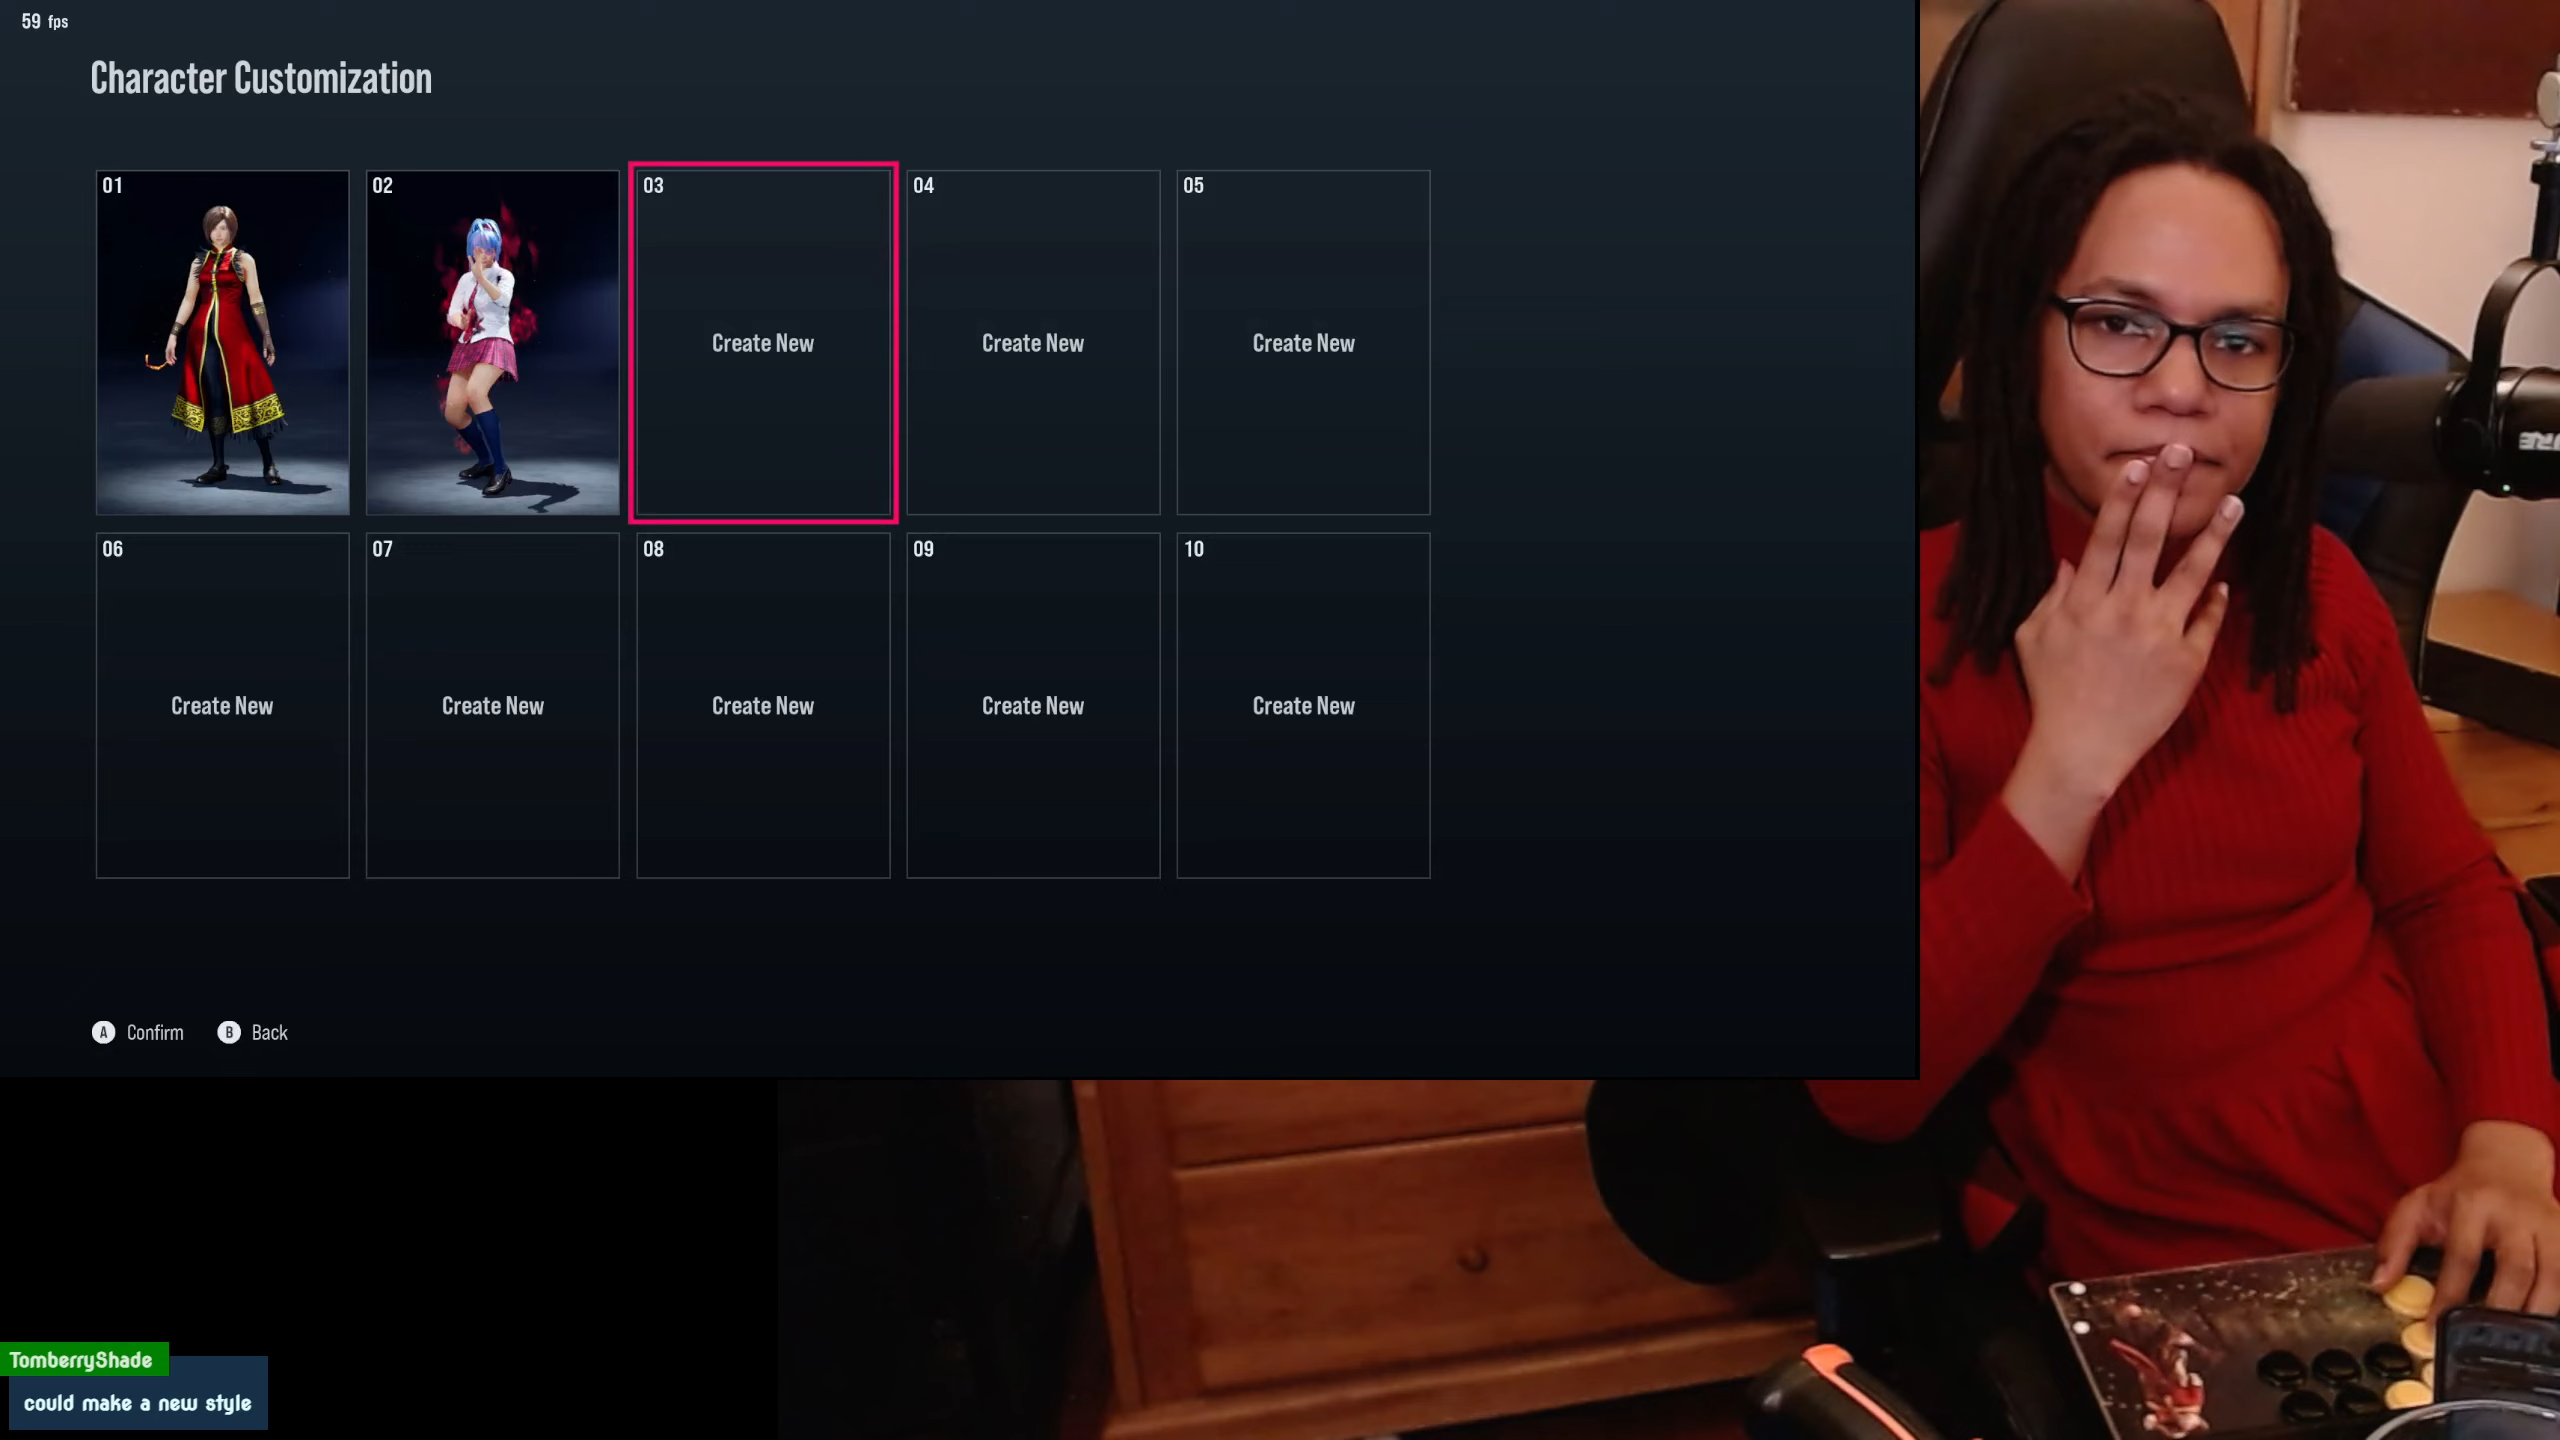 59 fps
Character Customization
01
02
03
Create New
04
Create New
05
Create New
06
Create New
07
Create New
08
Create New
09
Create New
10
Create New
A Confirm B Back
TomberryShade
could make a new style